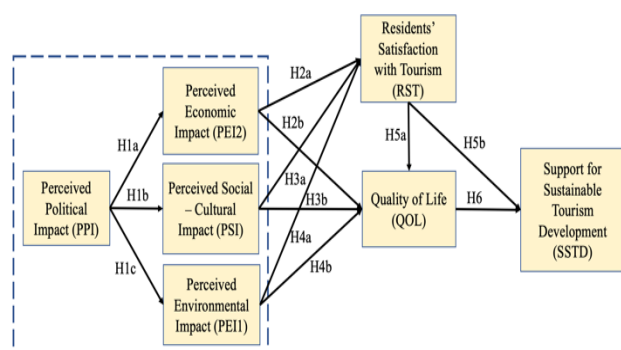 Residents’
Satisfaction
with Tourism
(RST)
Perceived
Economic
Impact (PEI2)
H2a
H2b
H1a
H5a
H5b
Perceived
Political
Impact (PPI)
H1b
Perceived Social
– Cultural
Impact (PSI)
H3a
H3b
Quality of Life
(QOL)
H6
Support for
Sustainable
Tourism
Development
(SSTD)
H1c
H4a
H4b
Perceived
Environmental
Impact (PEI1)